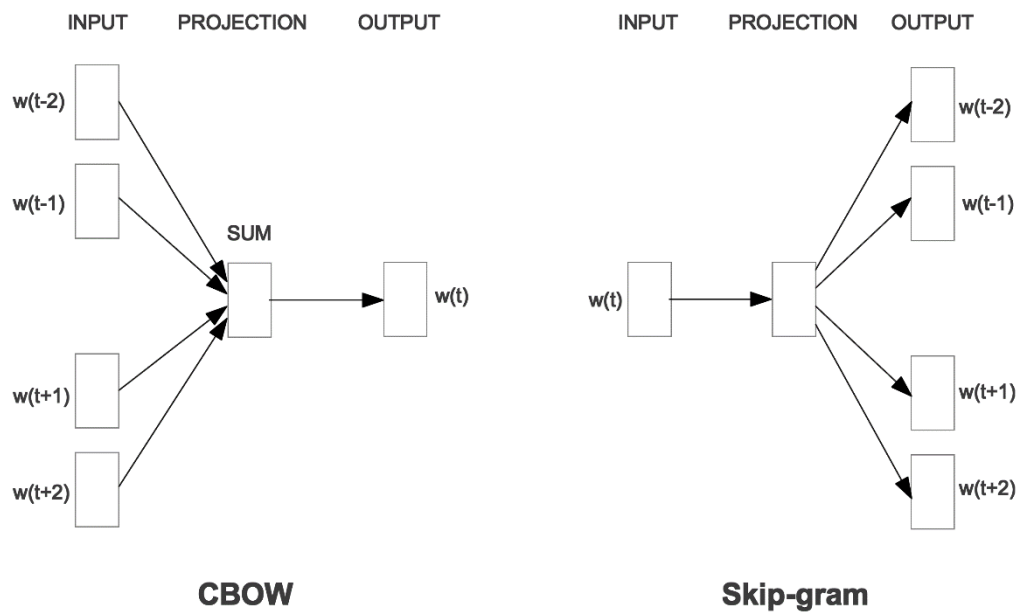 INPUT PROJECTION OUTPUT
w(t-2)
w(t-1)
SUM
w(t)
w(t+1)
w(t+2)
CBOW
INPUT PROJECTION OUTPUT
w(t-2)
w(t-1)
w(t)
w(t+1)
w(t+2)
Skip-gram